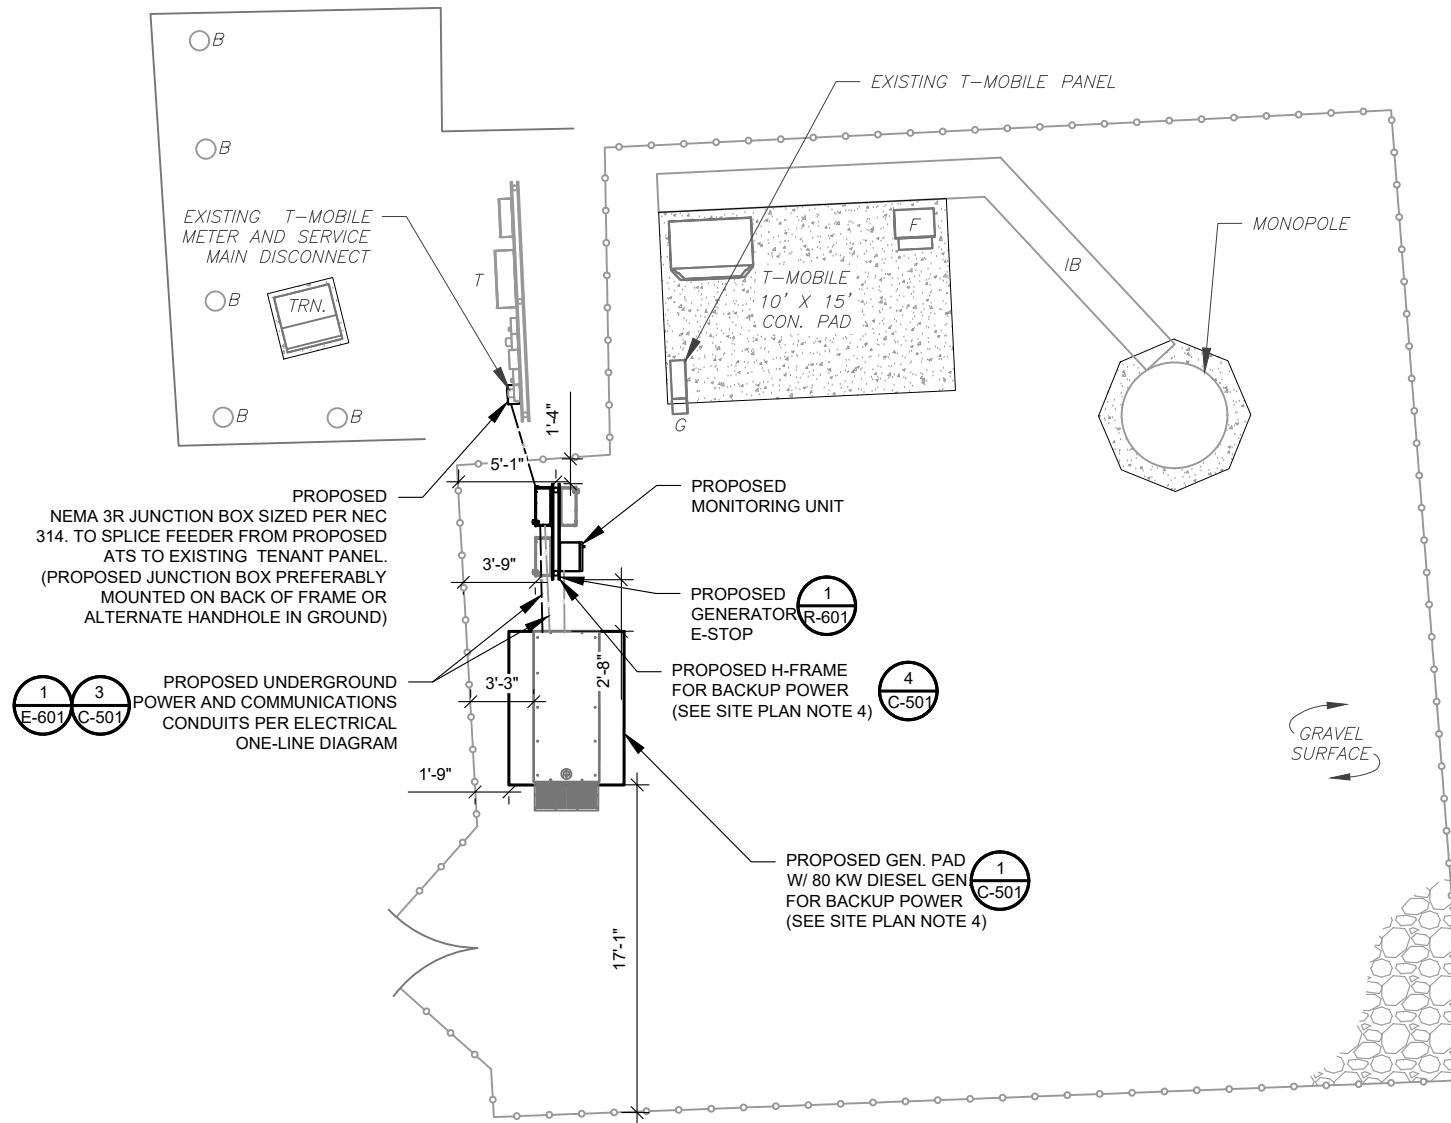 B
EXISTING T-MOBILE PANEL
B
EXISTING T-MOBILE
METER AND SERVICE
MAIN DISCONNECT
F
MONOPOLE
T
T-MOBILE
10' X 15'
CON. PAD
IB
B
TRN.
B
B
1'-4"
G
5'-1"
PROPOSED
NEMA 3R JUNCTION BOX SIZED PER NEC
314. TO SPLICE FEEDER FROM PROPOSED
ATS TO EXISTING TENANT PANEL.
(PROPOSED JUNCTION BOX PREFERABLY
MOUNTED ON BACK OF FRAME OR
ALTERNATE HANDHOLE IN GROUND)
PROPOSED
MONITORING UNIT
3'-9"
PROPOSED
GENERATOR
E-STOP
1
R-601
PROPOSED H-FRAME
FOR BACKUP POWER
(SEE SITE PLAN NOTE 4)
4
C-501
1
E-601
3
C-501
PROPOSED UNDERGROUND
POWER AND COMMUNICATIONS
CONDUITS PER ELECTRICAL
ONE-LINE DIAGRAM
3'-3"
2'-8"
1'-9"
GRAVEL
SURFACE
PROPOSED GEN. PAD
W/ 80 KW DIESEL GEN.
FOR BACKUP POWER
(SEE SITE PLAN NOTE 4)
1
C-501
17'-1"